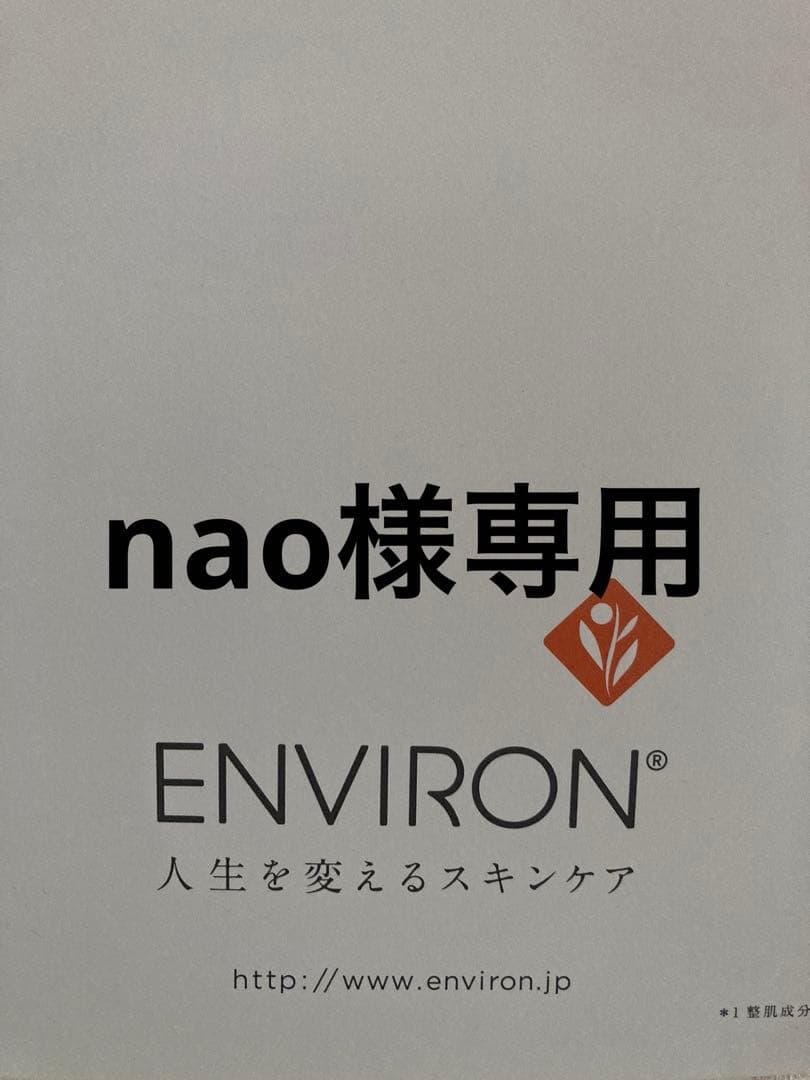 nao様専用
ENVIRON®
人生を変えるスキンケア
http://www.environ.jp
*1 整肌成分